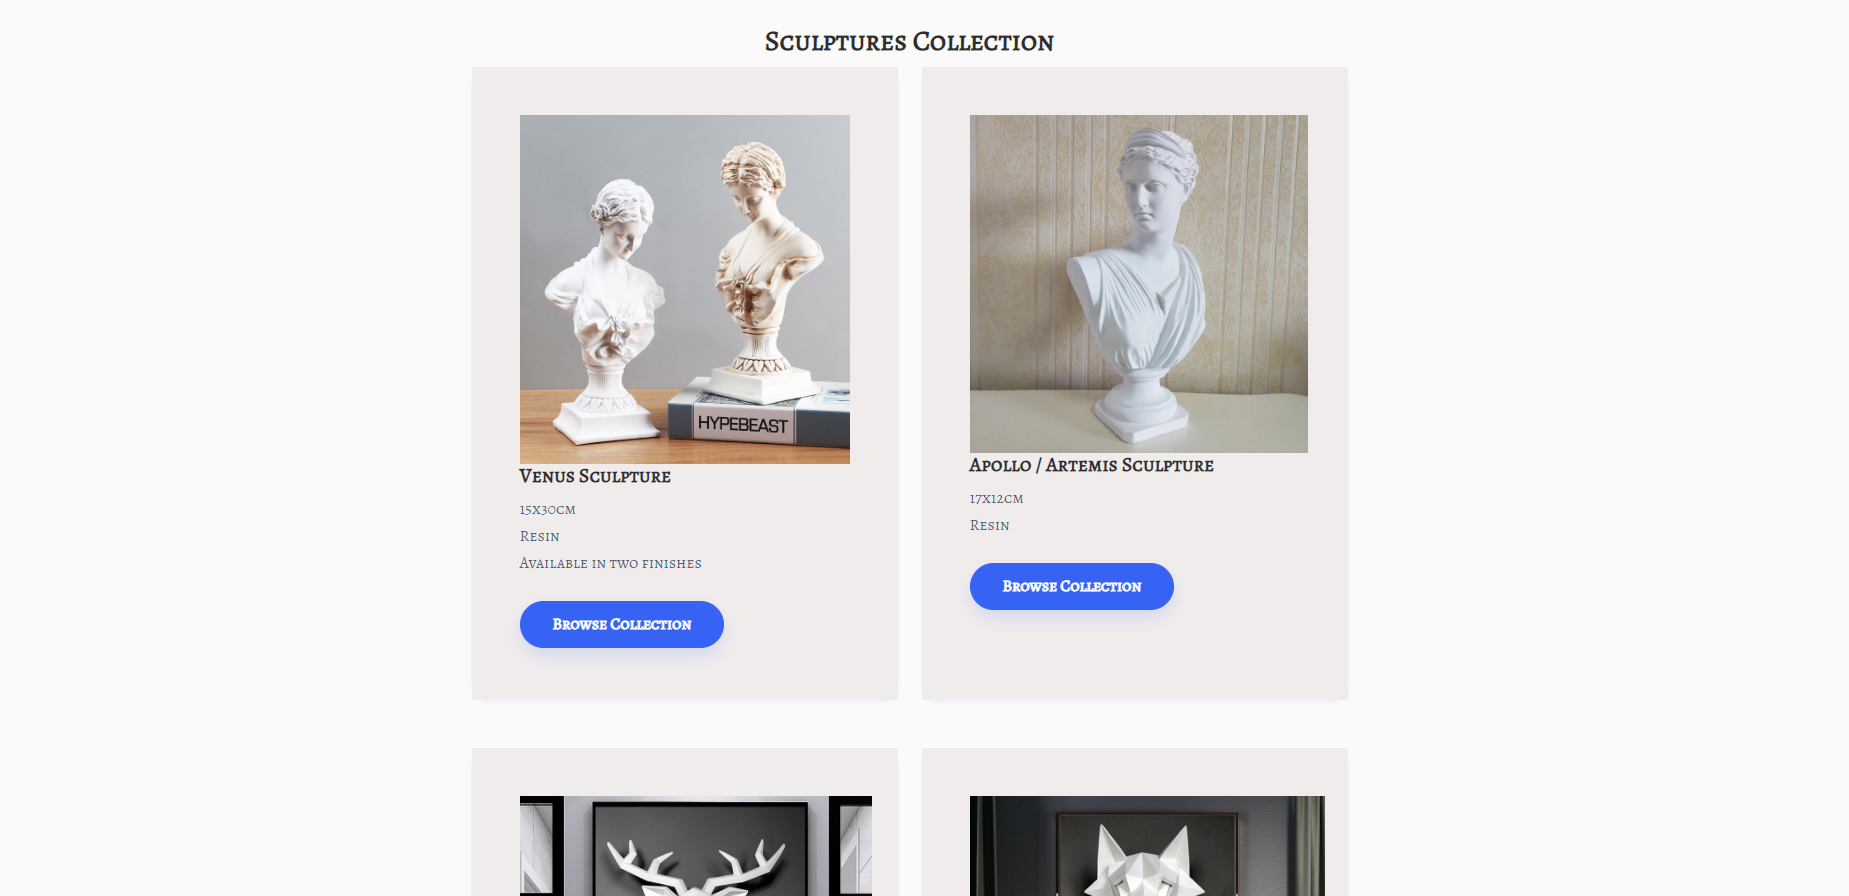 Sculptures Collection
HYPEBEAST
Venus Sculpture
15x30cm
Resin
Available in two finishes
Browse Collection
Apollo / Artemis Sculpture
17x12cm
Resin
Browse Collection